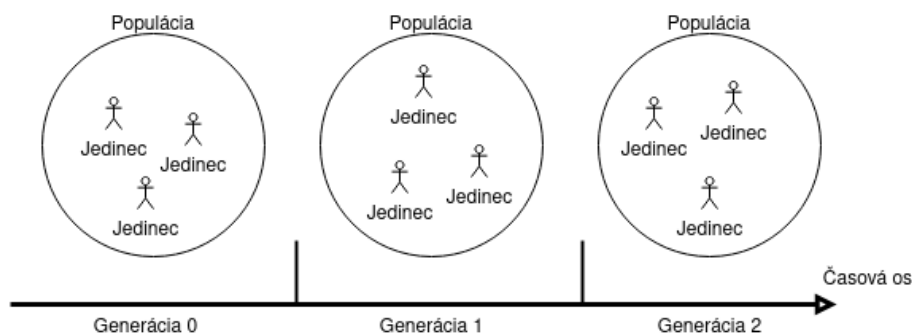 Populácia
Populácia
Populácia
Jedinec
Jedinec
Jedinec
Jedinec
Jedinec
Jedinec
Jedinec
Jedinec
Jedinec
Časová os
Generácia 0
Generácia 1
Generácia 2